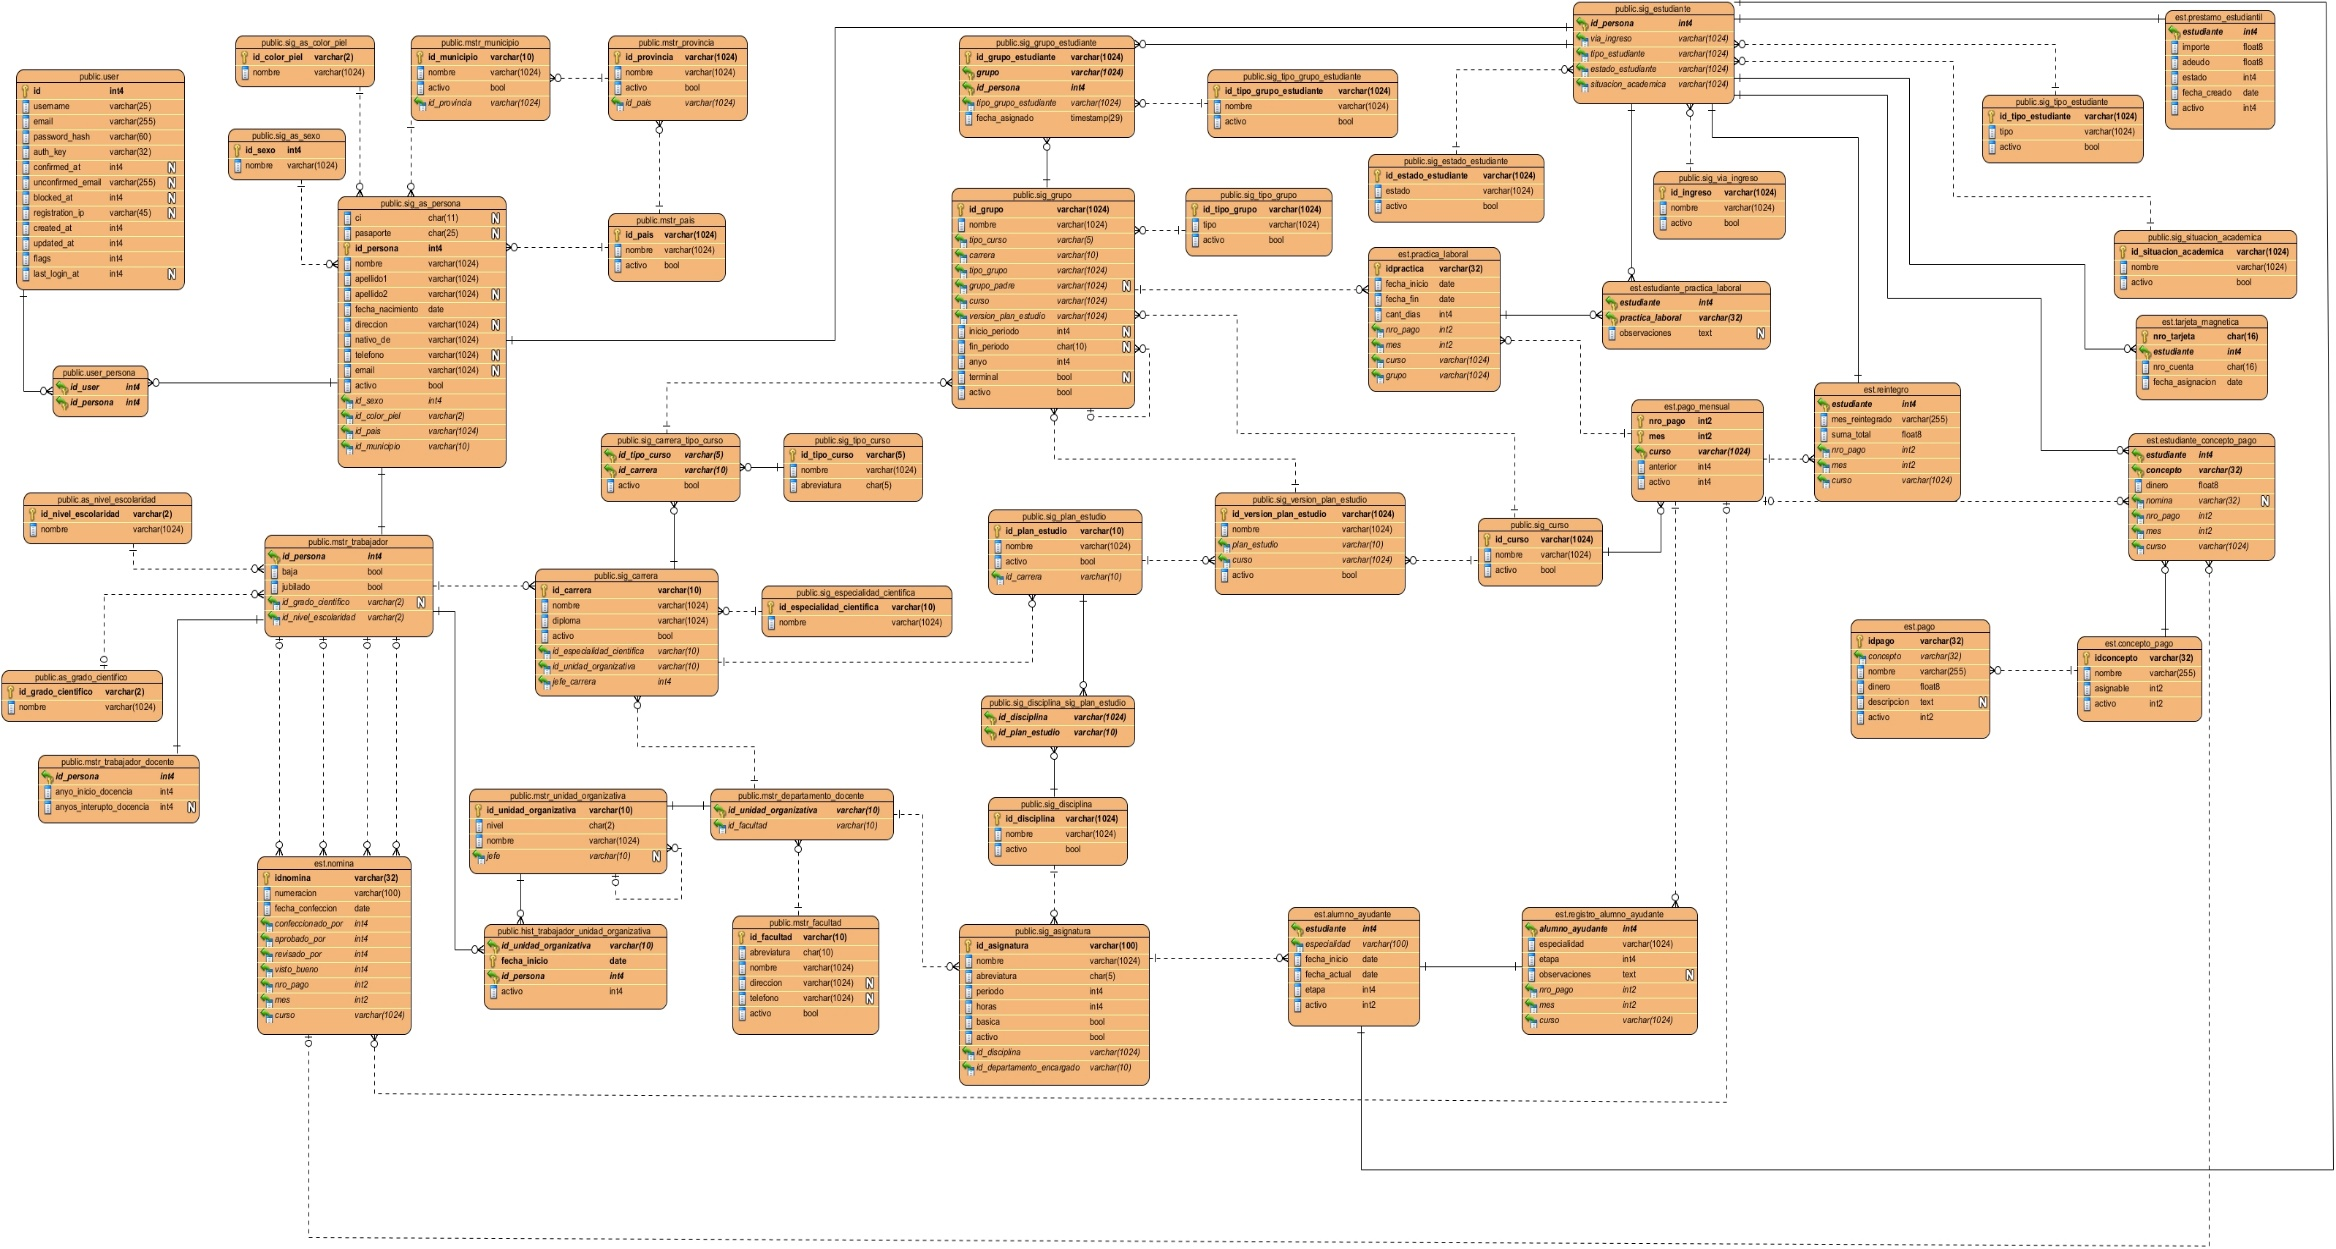 public.user
id int4
username varchar(25)
email varchar(255)
password_hash varchar(60)
auth_key varchar(32)
confirmed_at int4 N
unconfirmed_email varchar(255) N
blocked_at int4 N
registration_ip varchar(45) N
created_at int4
updated_at int4
flags int4
last_login_at int4 N
public.sig_as_color_piel
id_color_piel varchar(2)
nombre varchar(1024)
public.mstr_municipio
id_municipio varchar(10)
nombre varchar(1024)
activo bool
id_provincia varchar(1024)
public.mstr_provincia
id_provincia varchar(1024)
nombre varchar(1024)
activo bool
id_pais varchar(1024)
public.sig_as_sexo
id_sexo int4
nombre varchar(1024)
public.sig_as_persona
ci char(11) N
pasaporte char(25) N
id_persona int4
nombre varchar(1024)
apellido1 varchar(1024)
apellido2 varchar(1024) N
fecha_nacimiento date
direccion varchar(1024) N
nativo_de varchar(1024)
telefono varchar(1024) N
email varchar(1024) N
activo bool
id_sexo int4
id_color_piel varchar(2)
id_pais varchar(1024)
id_municipio varchar(10)
public.mstr_pais
id_pais varchar(1024)
nombre varchar(1024)
activo bool
public.user_persona
id_user int4
id_persona int4
public.sig_grupo_estudiante
id_grupo_estudiante varchar(1024)
grupo varchar(1024)
id_persona int4
tipo_grupo_estudiante varchar(1024)
fecha_asignado timestamp(29)
public.sig_tipo_grupo_estudiante
id_tipo_grupo_estudiante varchar(1024)
nombre varchar(1024)
activo bool
public.sig_estudiante
id_persona int4
via_ingreso varchar(1024)
tipo_estudiante varchar(1024)
estado_estudiante varchar(1024)
situacion_academica varchar(1024)
est.prestamo_estudiantil
estudiante int4
importe float8
adeudo float8
estado int4
fecha_creado date
activo int4
public.sig_tipo_estudiante
id_tipo_estudiante varchar(1024)
tipo varchar(1024)
activo bool
public.sig_estado_estudiante
id_estado_estudiante varchar(1024)
estado varchar(1024)
activo bool
public.sig_via_ingreso
id_ingreso varchar(1024)
nombre varchar(1024)
activo bool
public.sig_situacion_academica
id_situacion_academica varchar(1024)
nombre varchar(1024)
activo bool
public.sig_grupo
id_grupo varchar(1024)
nombre varchar(1024)
tipo_curso varchar(5)
carrera varchar(10)
tipo_grupo varchar(1024)
grupo_padre varchar(1024) N
curso varchar(1024)
version_plan_estudio varchar(1024)
inicio_periodo int4 N
fin_periodo char(10) N
anyo int4
terminal bool N
activo bool
public.sig_tipo_grupo
id_tipo_grupo varchar(1024)
tipo varchar(1024)
activo bool
est.practica_laboral
idpractica varchar(32)
fecha_inicio date
fecha_fin date
cant_dias int4
nro_pago int2
mes int2
curso varchar(1024)
grupo varchar(1024)
est.estudiante_practica_laboral
estudiante int4
practica_laboral varchar(32)
observaciones text N
est.tarjeta_magnetica
nro_tarjeta char(16)
estudiante int4
nro_cuenta char(16)
fecha_asignacion date
est.reintegro
estudiante int4
mes_reintegrado varchar(255)
suma_total float8
nro_pago int2
mes int2
curso varchar(1024)
est.pago_mensual
nro_pago int2
mes int2
curso varchar(1024)
anterior int4
activo int4
est.estudiante_concepto_pago
estudiante int4
concepto varchar(32)
dinero float8
nomina varchar(32) N
nro_pago int2
mes int2
curso varchar(1024)
public.sig_carrera_tipo_curso
id_tipo_curso varchar(5)
id_carrera varchar(10)
activo bool
public.sig_tipo_curso
id_tipo_curso varchar(5)
nombre varchar(1024)
abreviatura char(5)
public.as_nivel_escolaridad
id_nivel_escolaridad varchar(2)
nombre varchar(1024)
public.mstr_trabajador
id_persona int4
baja bool
jubilado bool
id_grado_cientifico varchar(2) N
id_nivel_escolaridad varchar(2)
public.sig_carrera
id_carrera varchar(10)
nombre varchar(1024)
diploma varchar(1024)
activo bool
id_especialidad_cientifica varchar(10)
id_unidad_organizativa varchar(10)
jefe_carrera int4
public.sig_especialidad_cientifica
id_especialidad_cientifica varchar(10)
nombre varchar(1024)
public.sig_plan_estudio
id_plan_estudio varchar(10)
nombre varchar(1024)
activo bool
id_carrera varchar(10)
public.sig_version_plan_estudio
id_version_plan_estudio varchar(1024)
nombre varchar(1024)
plan_estudio varchar(10)
curso varchar(1024)
activo bool
public.sig_curso
id_curso varchar(1024)
nombre varchar(1024)
activo bool
est.pago
idpago varchar(32)
concepto varchar(32)
nombre varchar(255)
dinero float8
descripcion text N
activo int2
est.concepto_pago
idconcepto varchar(32)
nombre varchar(255)
asignable int2
activo int2
public.as_grado_cientifico
id_grado_cientifico varchar(2)
nombre varchar(1024)
public.mstr_trabajador_docente
id_persona int4
anyo_inicio_docencia int4
anyos_interupto_docencia int4 N
public.sig_disciplina_sig_plan_estudio
id_disciplina varchar(1024)
id_plan_estudio varchar(10)
public.mstr_unidad_organizativa
id_unidad_organizativa varchar(10)
nivel char(2)
nombre varchar(1024)
jefe varchar(10) N
public.mstr_departamento_docente
id_unidad_organizativa varchar(10)
id_facultad varchar(10)
public.sig_disciplina
id_disciplina varchar(1024)
nombre varchar(1024)
activo bool
est.nomina
idnomina varchar(32)
numeracion varchar(100)
fecha_confeccion date
confeccionado_por int4
aprobado_por int4
revisado_por int4
visto_bueno int4
nro_pago int2
mes int2
curso varchar(1024)
public.hist_trabajador_unidad_organizativa
id_unidad_organizativa varchar(10)
fecha_inicio date
id_persona int4
activo int4
public.mstr_facultad
id_facultad varchar(10)
abreviatura char(10)
nombre varchar(1024)
direccion varchar(1024) N
telefono varchar(1024) N
activo bool
public.sig_asignatura
id_asignatura varchar(100)
nombre varchar(1024)
abreviatura char(5)
periodo int4
horas int4
basica bool
activo bool
id_disciplina varchar(1024)
id_departamento_encargado varchar(10)
est.alumno_ayudante
estudiante int4
especialidad varchar(100)
fecha_inicio date
fecha_actual date
etapa int4
activo int2
est.registro_alumno_ayudante
alumno_ayudante int4
especialidad varchar(1024)
etapa int4
observaciones text N
nro_pago int2
mes int2
curso varchar(1024)